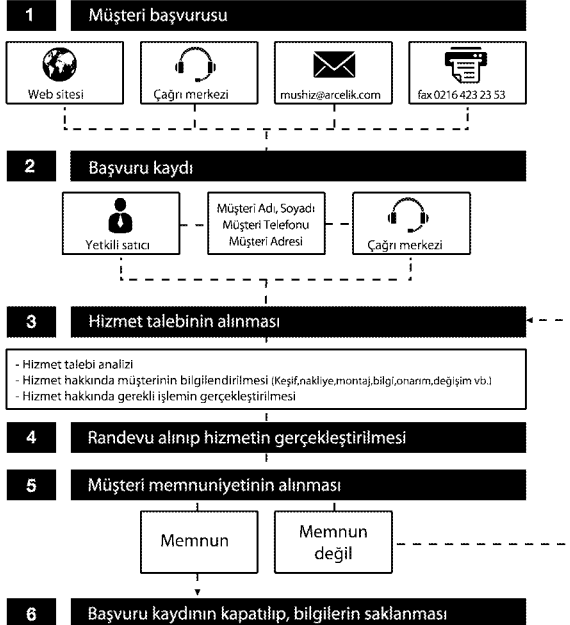 1 Müşteri başvurusu
Web sitesi
Çağrı merkezi
mushiz@arcelik.com
fax 0216 423 23 53
2 Başvuru kaydı
Yetkili satıcı
Müşteri Adı, Soyadı
Müşteri Telefonu
Müşteri Adresi
Çağrı merkezi
3 Hizmet talebinin alınması
- Hizmet talebi analizi
- Hizmet hakkında müşterinin bilgilendirilmesi (Keşif,nakliye,montaj,bilgi,onarım,değişim vb.)
- Hizmet hakkında gerekli işlemin gerçekleştirilmesi
4 Randevu alınıp hizmetin gerçekleştirilmesi
5 Müşteri memnuniyetinin alınması
Memnun
Memnun
değil
6 Başvuru kaydının kapatılıp, bilgilerin saklanması